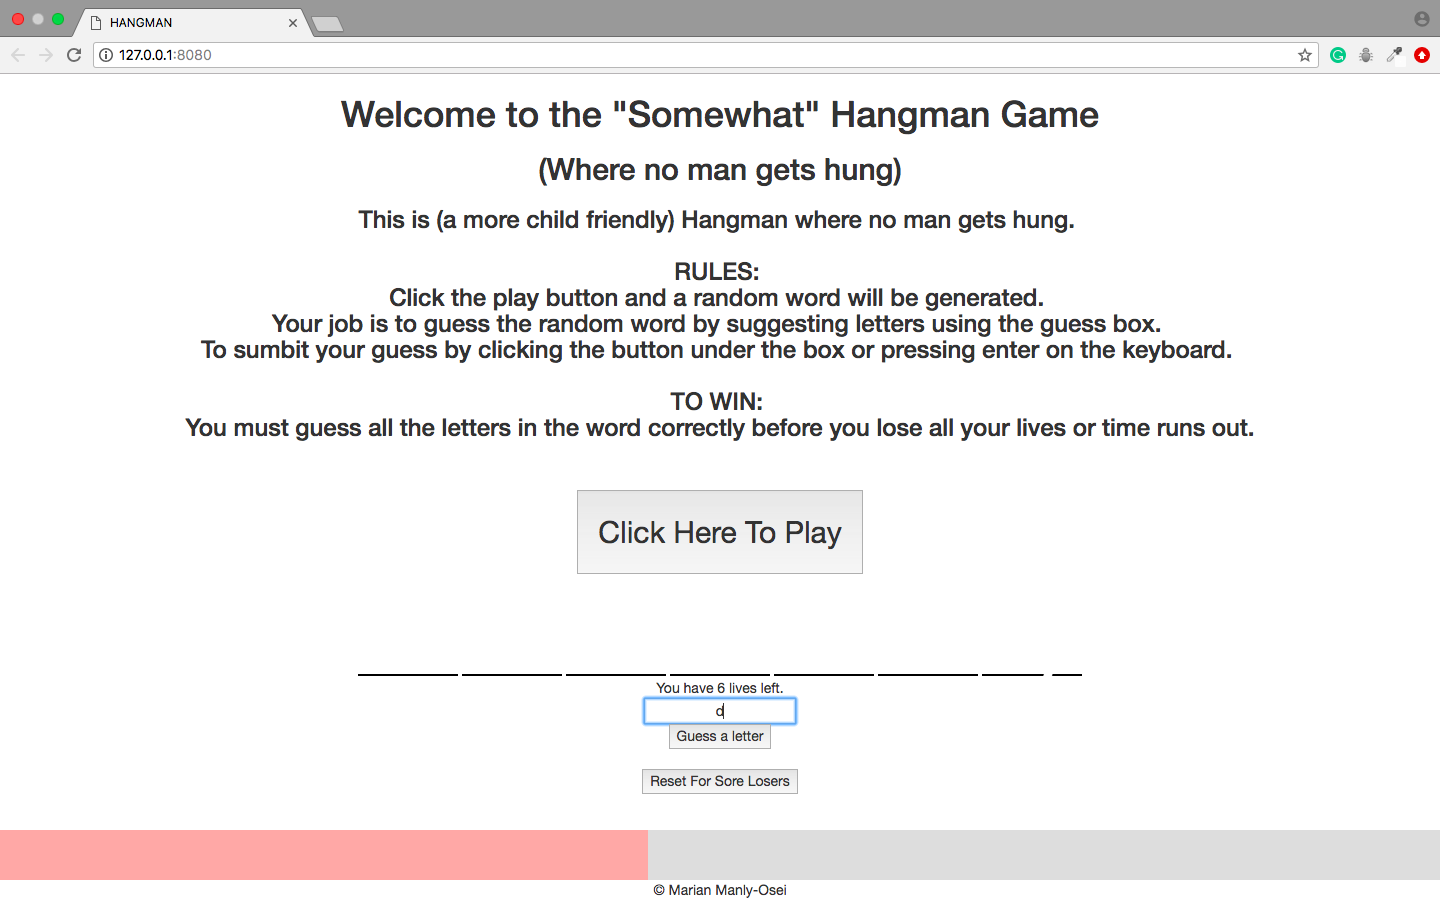 HANGMAN
127.0.0.1:8080
Welcome to the "Somewhat" Hangman Game
(Where no man gets hung)
This is (a more child friendly) Hangman where no man gets hung.
RULES:
Click the play button and a random word will be generated.
Your job is to guess the random word by suggesting letters using the guess box.
To sumbit your guess by clicking the button under the box or pressing enter on the keyboard.
TO WIN:
You must guess all the letters in the word correctly before you lose all your lives or time runs out.
Click Here To Play
You have 6 lives left.
d
Guess a letter
Reset For Sore Losers
© Marian Manly-Osei